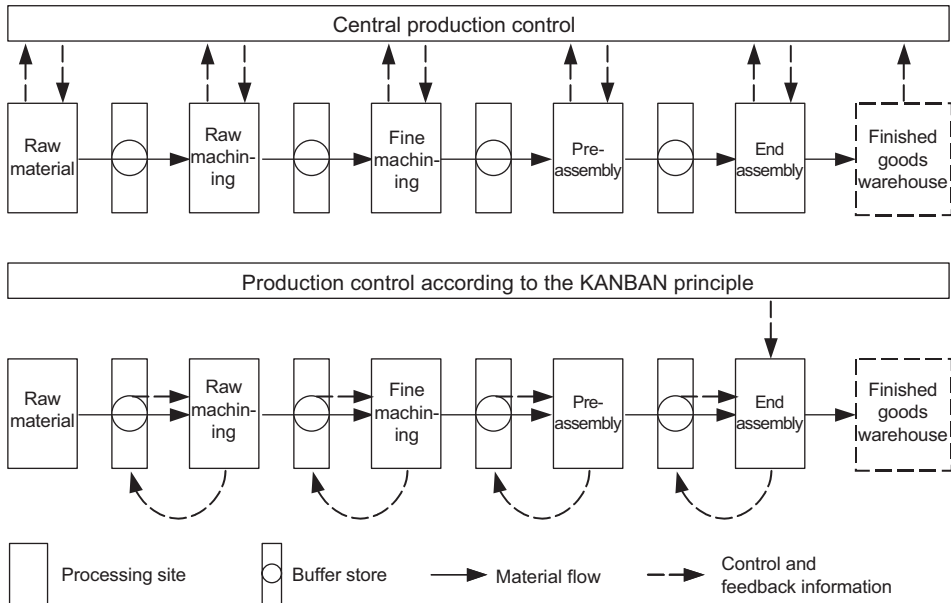 Central production control
Raw
material
Raw
machin-
ing
Fine
machin-
ing
Pre-
assembly
End
assembly
Finished
goods
warehouse
Production control according to the KANBAN principle
Raw
material
Raw
machin-
ing
Fine
machin-
ing
Pre-
assembly
End
assembly
Finished
goods
warehouse
Processing site
Buffer store
Material flow
Control and
feedback information